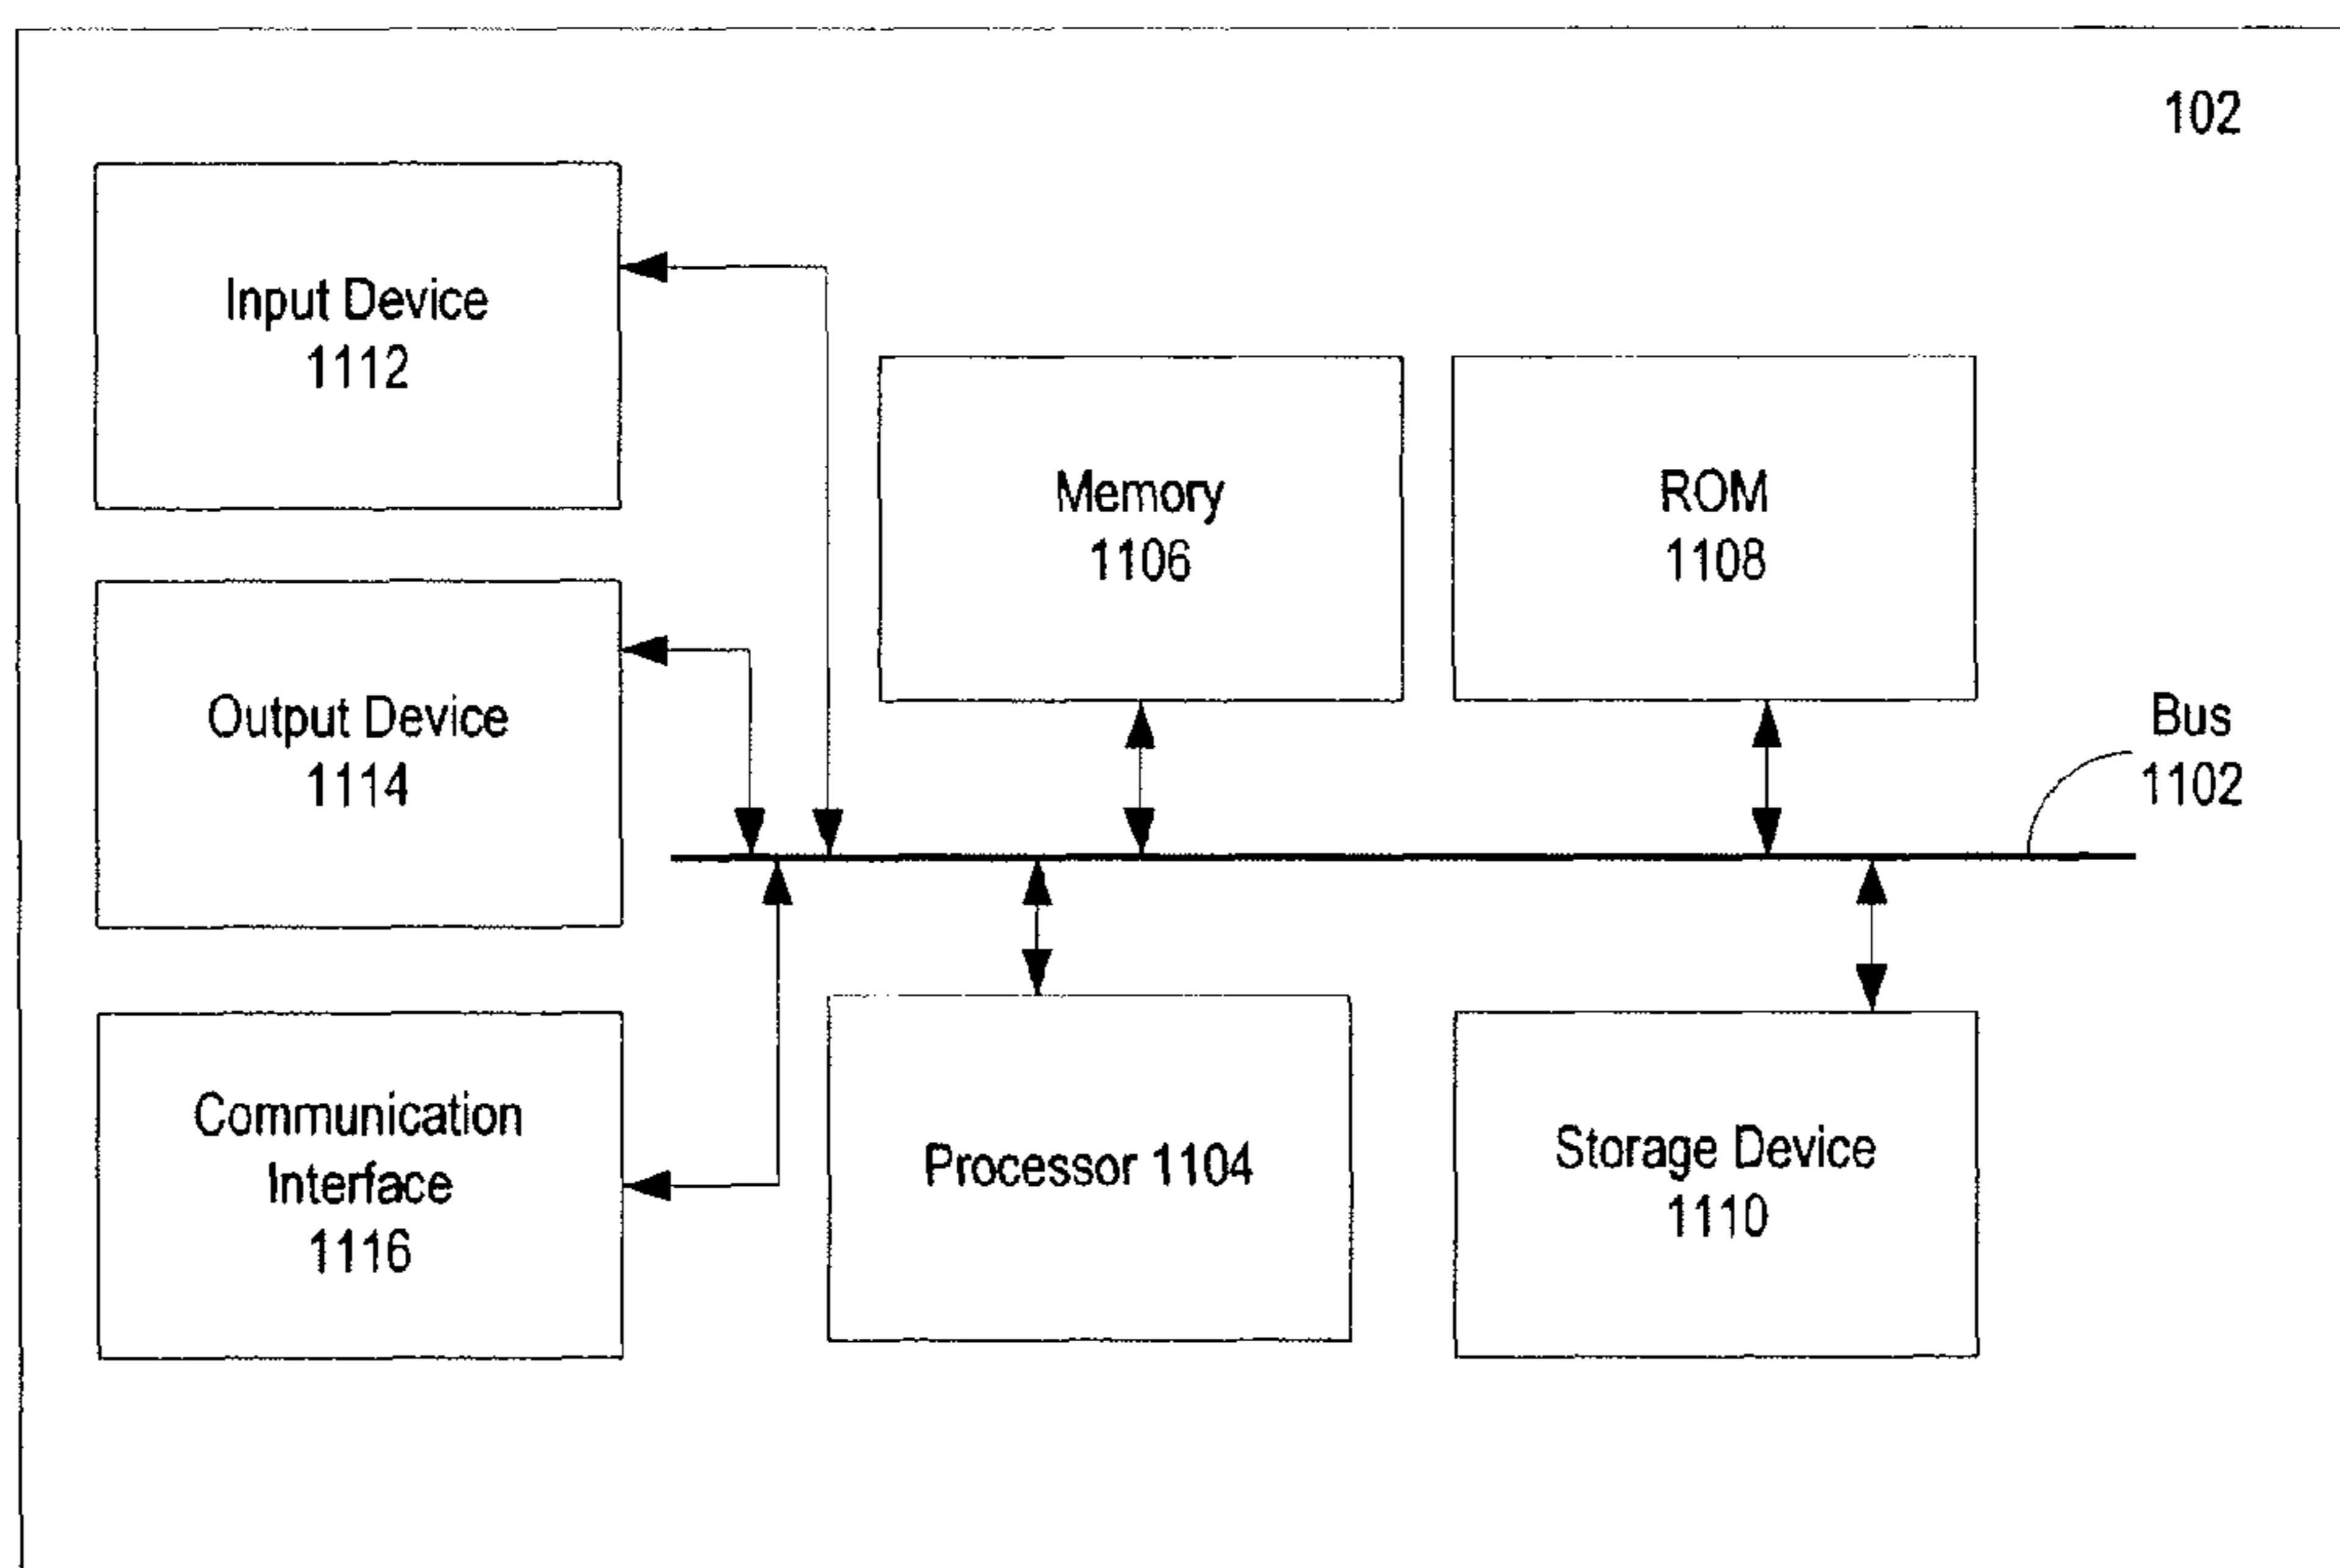 102
Input Device
1112
Memory
1106
ROM
1108
Output Device
1114
Bus
1102
Communication
Interface
1116
Processor 1104
Storage Device
1110